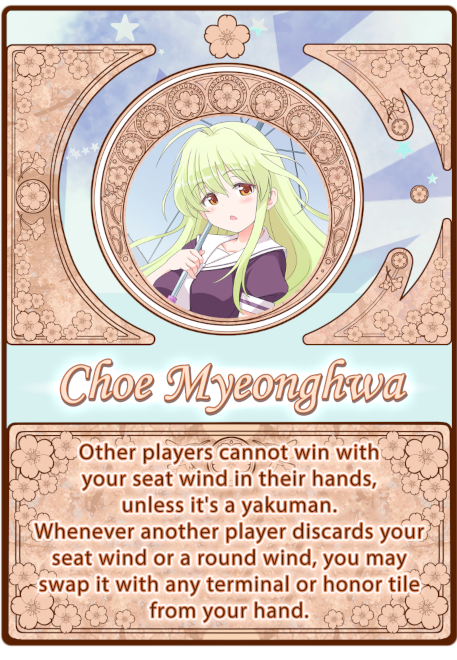 Choe Myeonghwa
Other players cannot win with
your seat wind in their hands,
unless it's a yakuman.
Whenever another player discards your
seat wind or a round wind, you may
swap it with any terminal or honor tile
from your hand.